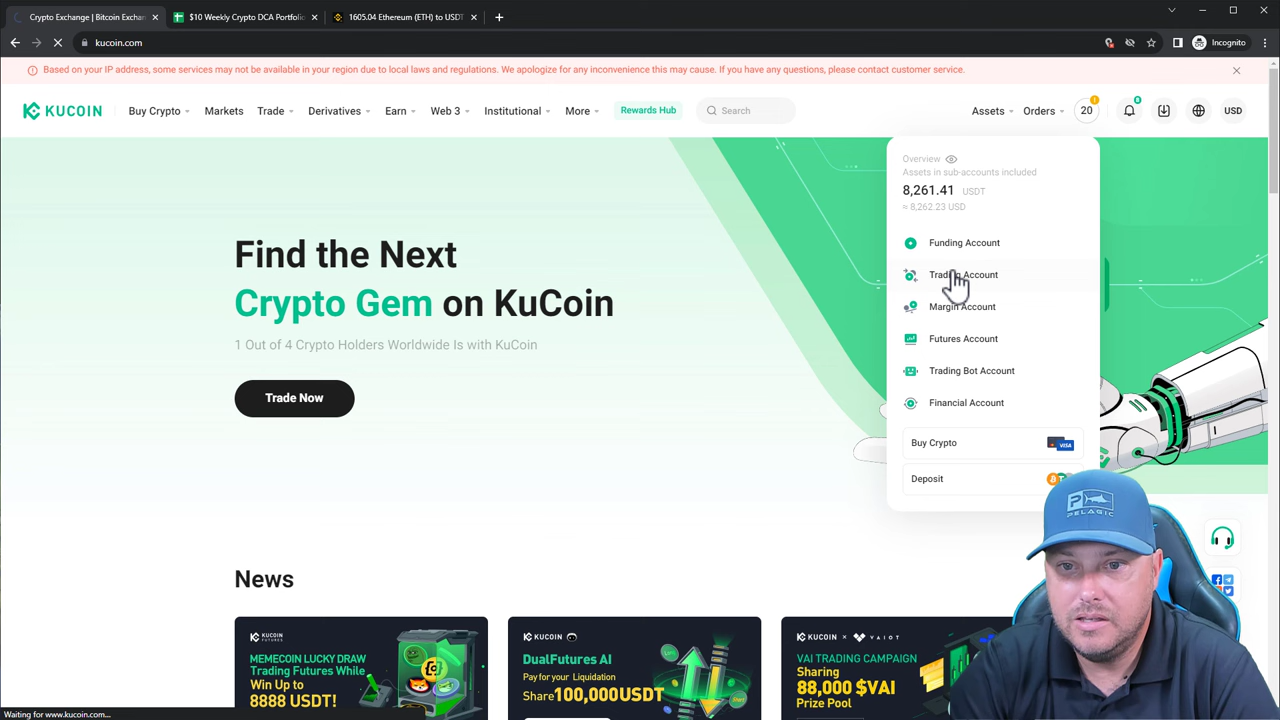 Crypto Exchange | Bitcoin Exchan
$10 Weekly Crypto DCA Portfolio
1605.04 Ethereum (ETH) to USDT
kucoin.com
Incognito
Based on your IP address, some services may not be available in your region due to local laws and regulations. We apologize for any inconvenience this may cause. If you have any questions, please contact customer service.
KUCOIN
Buy Crypto
Markets
Trade
Derivatives
Earn
Web 3
Institutional
More
Rewards Hub
Search
Assets
Orders
20
8
USD
Overview
Assets in sub-accounts included
8,261.41 USDT
≈ 8,262.23 USD
Funding Account
Trading Account
Margin Account
Futures Account
Trading Bot Account
Financial Account
Buy Crypto
VISA
Deposit
Find the Next
Crypto Gem on KuCoin
1 Out of 4 Crypto Holders Worldwide Is with KuCoin
Trade Now
PELAGIC
News
KUCOIN FUTURES
MEMECOIN LUCKY DRAW
Trading Futures While
Win Up to
8888 USDT!
KUCOIN
DualFutures AI
Pay for your Liquidation
Share 100,000USDT
KUCOIN × VAIOT
VAI TRADING CAMPAIGN
Sharing
88,000 $VAI
Prize Pool
Waiting for www.kucoin.com...